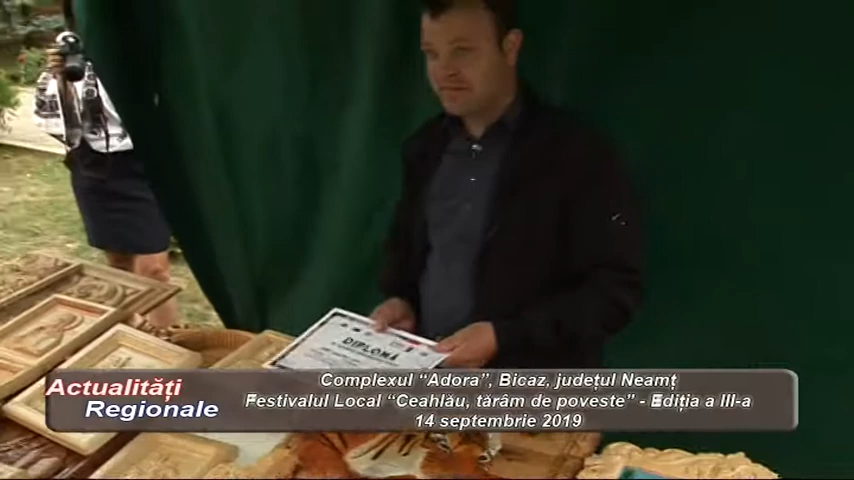 DIPLOMĂ
Actualități
Regionale
Complexul “Adora”, Bicaz, județul Neamț
Festivalul Local “Ceahlău, tărâm de poveste” - Ediția a III-a
14 septembrie 2019